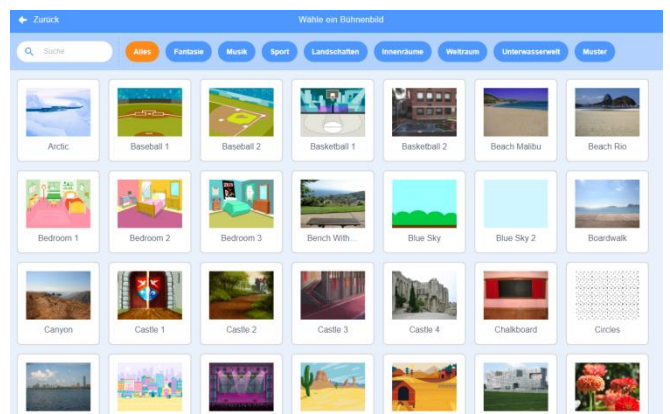 Zurück
Wähle ein Bühnenbild
Suche
Alles Fantasie Musik Sport Landschaften Innenräume Weltraum Unterwasserwelt Muster
Arctic Baseball 1 Baseball 2 Basketball 1 Basketball 2 Beach Malibu Beach Rio
Bedroom 1 Bedroom 2 Bedroom 3 Bench With... Blue Sky Blue Sky 2 Boardwalk
Canyon Castle 1 Castle 2 Castle 3 Castle 4 Chalkboard Circles